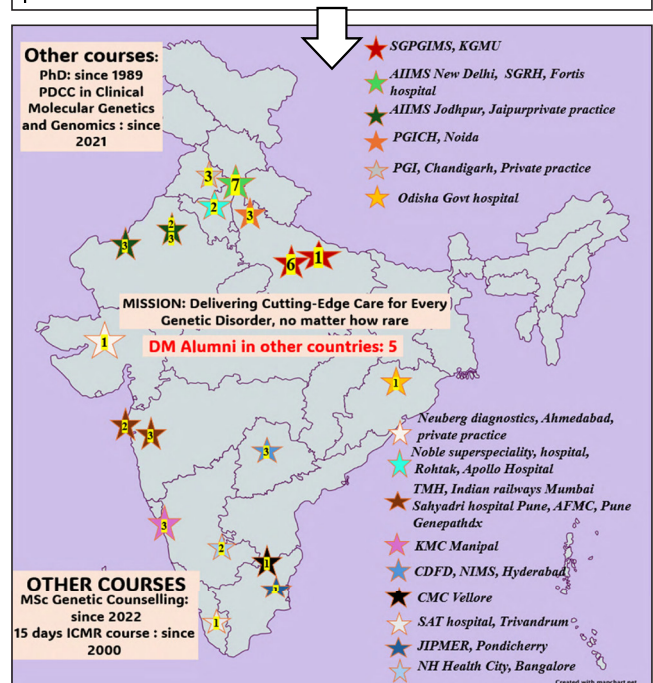 Other courses:
PhD: since 1989
PDCC in Clinical
Molecular Genetics
and Genomics : since
2021
SGPGIMS, KGMU
AIIMS New Delhi, SGRH, Fortis
hospital
AIIMS Jodhpur, Jaipurprivate practice
PGICH, Noida
PGI, Chandigarh, Private practice
Odisha Govt hospital
3
7
2
3
2
3
3
6
1
MISSION: Delivering Cutting-Edge Care for Every
Genetic Disorder, no matter how rare
1
DM Alumni in other countries: 5
1
2
3
3
3
2
1
1
Neuberg diagnostics, Ahmedabad,
private practice
Noble superspeciality, hospital,
Rohtak, Apollo Hospital
TMH, Indian railways Mumbai
Sahyadri hospital Pune, AFMC, Pune
Genepathdx
KMC Manipal
CDFD, NIMS, Hyderabad
CMC Vellore
SAT hospital, Trivandrum
JIPMER, Pondicherry
NH Health City, Bangalore
OTHER COURSES
MSc Genetic Counselling:
since 2022
15 days ICMR course : since
2000
Created with mapchart.net